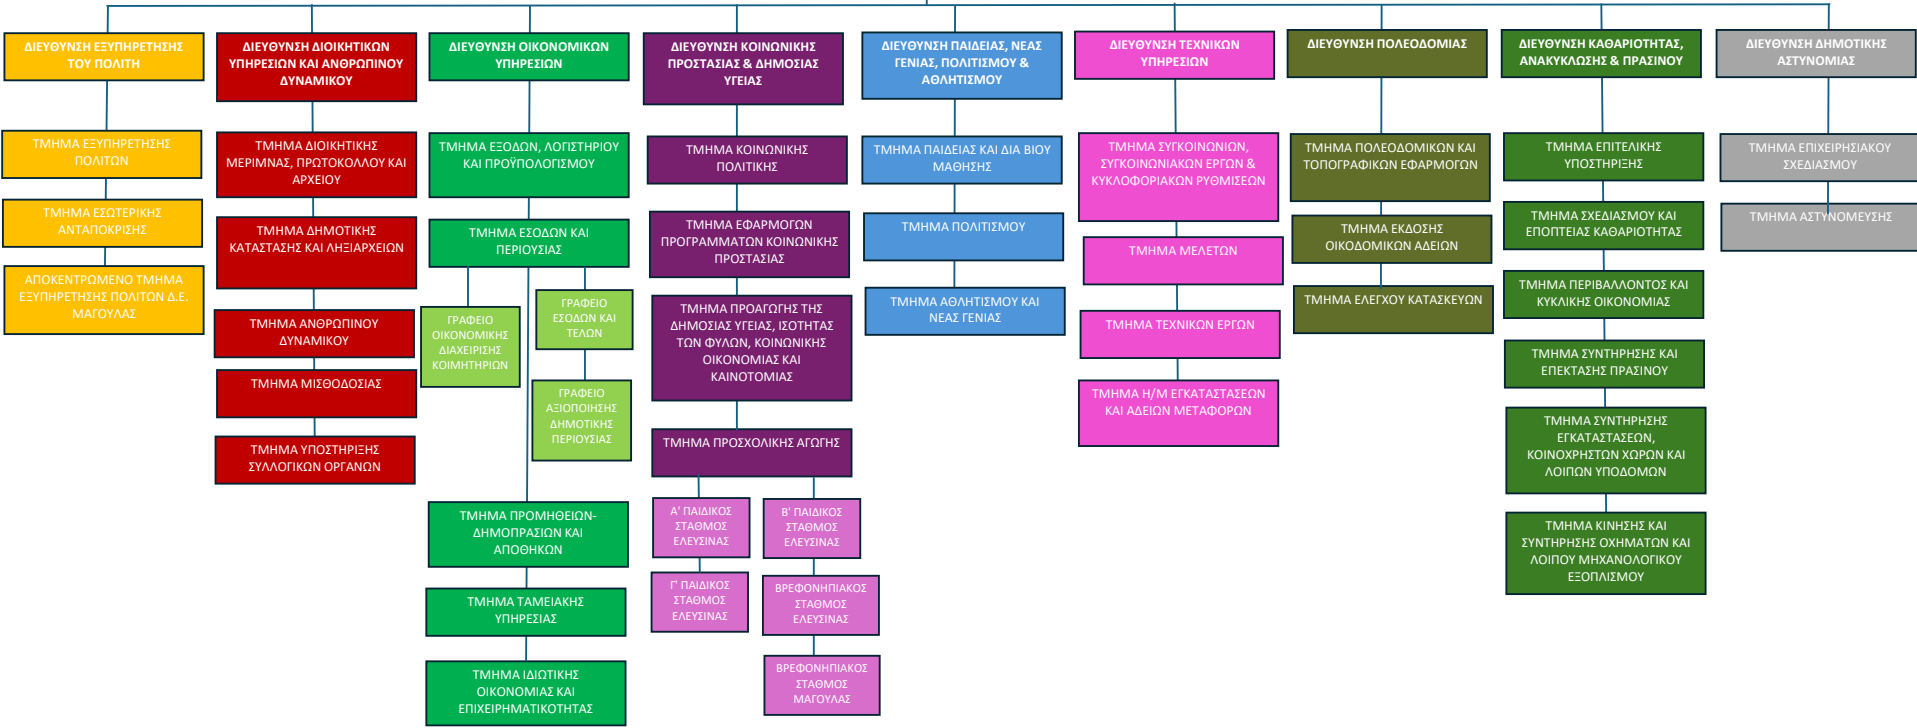 ΔΙΕΥΘΥΝΣΗ ΕΞΥΠΗΡΕΤΗΣΗΣ
ΤΟΥ ΠΟΛΙΤΗ
ΤΜΗΜΑ ΕΞΥΠΗΡΕΤΗΣΗΣ
ΠΟΛΙΤΩΝ
ΤΜΗΜΑ ΕΣΩΤΕΡΙΚΗΣ
ΑΝΤΑΠΟΚΡΙΣΗΣ
ΑΠΟΚΕΝΤΡΩΜΕΝΟ ΤΜΗΜΑ
ΕΞΥΠΗΡΕΤΗΣΗΣ ΠΟΛΙΤΩΝ Δ.Ε.
ΜΑΓΟΥΛΑΣ
ΔΙΕΥΘΥΝΣΗ ΔΙΟΙΚΗΤΙΚΩΝ
ΥΠΗΡΕΣΙΩΝ ΚΑΙ ΑΝΘΡΩΠΙΝΟΥ
ΔΥΝΑΜΙΚΟΥ
ΤΜΗΜΑ ΔΙΟΙΚΗΤΙΚΗΣ
ΜΕΡΙΜΝΑΣ, ΠΡΩΤΟΚΟΛΛΟΥ ΚΑΙ
ΑΡΧΕΙΟΥ
ΤΜΗΜΑ ΔΗΜΟΤΙΚΗΣ
ΚΑΤΑΣΤΑΣΗΣ ΚΑΙ ΛΗΞΙΑΡΧΕΙΩΝ
ΤΜΗΜΑ ΑΝΘΡΩΠΙΝΟΥ
ΔΥΝΑΜΙΚΟΥ
ΤΜΗΜΑ ΜΙΣΘΟΔΟΣΙΑΣ
ΤΜΗΜΑ ΥΠΟΣΤΗΡΙΞΗΣ
ΣΥΛΛΟΓΙΚΩΝ ΟΡΓΑΝΩΝ
ΔΙΕΥΘΥΝΣΗ ΟΙΚΟΝΟΜΙΚΩΝ
ΥΠΗΡΕΣΙΩΝ
ΤΜΗΜΑ ΕΞΟΔΩΝ, ΛΟΓΙΣΤΗΡΙΟΥ
ΚΑΙ ΠΡΟΫΠΟΛΟΓΙΣΜΟΥ
ΤΜΗΜΑ ΕΣΟΔΩΝ ΚΑΙ
ΠΕΡΙΟΥΣΙΑΣ
ΓΡΑΦΕΙΟ
ΟΙΚΟΝΟΜΙΚΗΣ
ΔΙΑΧΕΙΡΙΣΗΣ
ΚΟΙΜΗΤΗΡΙΩΝ
ΓΡΑΦΕΙΟ
ΕΣΟΔΩΝ ΚΑΙ
ΤΕΛΩΝ
ΓΡΑΦΕΙΟ
ΑΞΙΟΠΟΙΗΣΗΣ
ΔΗΜΟΤΙΚΗΣ
ΠΕΡΙΟΥΣΙΑΣ
ΤΜΗΜΑ ΠΡΟΜΗΘΕΙΩΝ-
ΔΗΜΟΠΡΑΣΙΩΝ ΚΑΙ
ΑΠΟΘΗΚΩΝ
ΤΜΗΜΑ ΤΑΜΕΙΑΚΗΣ
ΥΠΗΡΕΣΙΑΣ
ΤΜΗΜΑ ΙΔΙΩΤΙΚΗΣ
ΟΙΚΟΝΟΜΙΑΣ ΚΑΙ
ΕΠΙΧΕΙΡΗΜΑΤΙΚΟΤΗΤΑΣ
ΔΙΕΥΘΥΝΣΗ ΚΟΙΝΩΝΙΚΗΣ
ΠΡΟΣΤΑΣΙΑΣ & ΔΗΜΟΣΙΑΣ
ΥΓΕΙΑΣ
ΤΜΗΜΑ ΚΟΙΝΩΝΙΚΗΣ
ΠΟΛΙΤΙΚΗΣ
ΤΜΗΜΑ ΕΦΑΡΜΟΓΩΝ
ΠΡΟΓΡΑΜΜΑΤΩΝ ΚΟΙΝΩΝΙΚΗΣ
ΠΡΟΣΤΑΣΙΑΣ
ΤΜΗΜΑ ΠΡΟΑΓΩΓΗΣ ΤΗΣ
ΔΗΜΟΣΙΑΣ ΥΓΕΙΑΣ, ΙΣΟΤΗΤΑΣ
ΤΩΝ ΦΥΛΩΝ, ΚΟΙΝΩΝΙΚΗΣ
ΟΙΚΟΝΟΜΙΑΣ ΚΑΙ
ΚΑΙΝΟΤΟΜΙΑΣ
ΤΜΗΜΑ ΠΡΟΣΧΟΛΙΚΗΣ ΑΓΩΓΗΣ
Α' ΠΑΙΔΙΚΟΣ
ΣΤΑΘΜΟΣ
ΕΛΕΥΣΙΝΑΣ
Γ' ΠΑΙΔΙΚΟΣ
ΣΤΑΘΜΟΣ
ΕΛΕΥΣΙΝΑΣ
Β' ΠΑΙΔΙΚΟΣ
ΣΤΑΘΜΟΣ
ΕΛΕΥΣΙΝΑΣ
ΒΡΕΦΟΝΗΠΙΑΚΟΣ
ΣΤΑΘΜΟΣ
ΕΛΕΥΣΙΝΑΣ
ΒΡΕΦΟΝΗΠΙΑΚΟΣ
ΣΤΑΘΜΟΣ
ΜΑΓΟΥΛΑΣ
ΔΙΕΥΘΥΝΣΗ ΠΑΙΔΕΙΑΣ, ΝΕΑΣ
ΓΕΝΙΑΣ, ΠΟΛΙΤΙΣΜΟΥ &
ΑΘΛΗΤΙΣΜΟΥ
ΤΜΗΜΑ ΠΑΙΔΕΙΑΣ ΚΑΙ ΔΙΑ ΒΙΟΥ
ΜΑΘΗΣΗΣ
ΤΜΗΜΑ ΠΟΛΙΤΙΣΜΟΥ
ΤΜΗΜΑ ΑΘΛΗΤΙΣΜΟΥ ΚΑΙ
ΝΕΑΣ ΓΕΝΙΑΣ
ΔΙΕΥΘΥΝΣΗ ΤΕΧΝΙΚΩΝ
ΥΠΗΡΕΣΙΩΝ
ΤΜΗΜΑ ΣΥΓΚΟΙΝΩΝΙΩΝ,
ΣΥΓΚΟΙΝΩΝΙΑΚΩΝ ΕΡΓΩΝ &
ΚΥΚΛΟΦΟΡΙΑΚΩΝ ΡΥΘΜΙΣΕΩΝ
ΤΜΗΜΑ ΜΕΛΕΤΩΝ
ΤΜΗΜΑ ΤΕΧΝΙΚΩΝ ΕΡΓΩΝ
ΤΜΗΜΑ Η/Μ ΕΓΚΑΤΑΣΤΑΣΕΩΝ
ΚΑΙ ΑΔΕΙΩΝ ΜΕΤΑΦΟΡΩΝ
ΔΙΕΥΘΥΝΣΗ ΠΟΛΕΟΔΟΜΙΑΣ
ΤΜΗΜΑ ΠΟΛΕΟΔΟΜΙΚΩΝ ΚΑΙ
ΤΟΠΟΓΡΑΦΙΚΩΝ ΕΦΑΡΜΟΓΩΝ
ΤΜΗΜΑ ΕΚΔΟΣΗΣ
ΟΙΚΟΔΟΜΙΚΩΝ ΑΔΕΙΩΝ
ΤΜΗΜΑ ΕΛΕΓΧΟΥ ΚΑΤΑΣΚΕΥΩΝ
ΔΙΕΥΘΥΝΣΗ ΚΑΘΑΡΙΟΤΗΤΑΣ,
ΑΝΑΚΥΚΛΩΣΗΣ & ΠΡΑΣΙΝΟΥ
ΤΜΗΜΑ ΕΠΙΤΕΛΙΚΗΣ
ΥΠΟΣΤΗΡΙΞΗΣ
ΤΜΗΜΑ ΣΧΕΔΙΑΣΜΟΥ ΚΑΙ
ΕΠΟΠΤΕΙΑΣ ΚΑΘΑΡΙΟΤΗΤΑΣ
ΤΜΗΜΑ ΠΕΡΙΒΑΛΛΟΝΤΟΣ ΚΑΙ
ΚΥΚΛΙΚΗΣ ΟΙΚΟΝΟΜΙΑΣ
ΤΜΗΜΑ ΣΥΝΤΗΡΗΣΗΣ ΚΑΙ
ΕΠΕΚΤΑΣΗΣ ΠΡΑΣΙΝΟΥ
ΤΜΗΜΑ ΣΥΝΤΗΡΗΣΗΣ
ΕΓΚΑΤΑΣΤΑΣΕΩΝ,
ΚΟΙΝΟΧΡΗΣΤΩΝ ΧΩΡΩΝ ΚΑΙ
ΛΟΙΠΩΝ ΥΠΟΔΟΜΩΝ
ΤΜΗΜΑ ΚΙΝΗΣΗΣ ΚΑΙ
ΣΥΝΤΗΡΗΣΗΣ ΟΧΗΜΑΤΩΝ ΚΑΙ
ΛΟΙΠΟΥ ΜΗΧΑΝΟΛΟΓΙΚΟΥ
ΕΞΟΠΛΙΣΜΟΥ
ΔΙΕΥΘΥΝΣΗ ΔΗΜΟΤΙΚΗΣ
ΑΣΤΥΝΟΜΙΑΣ
ΤΜΗΜΑ ΕΠΙΧΕΙΡΗΣΙΑΚΟΥ
ΣΧΕΔΙΑΣΜΟΥ
ΤΜΗΜΑ ΑΣΤΥΝΟΜΕΥΣΗΣ